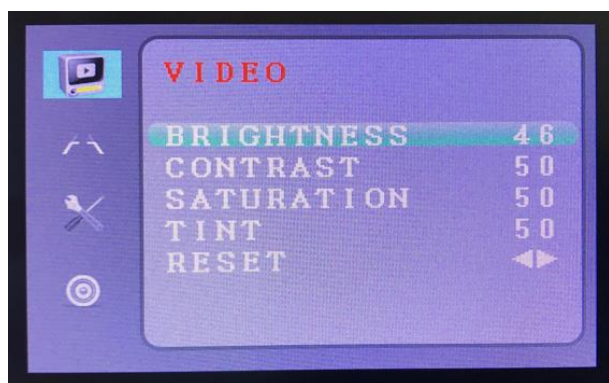 VIDEO
BRIGHTNESS 46
CONTRAST 50
SATURATION 50
TINT 50
RESET